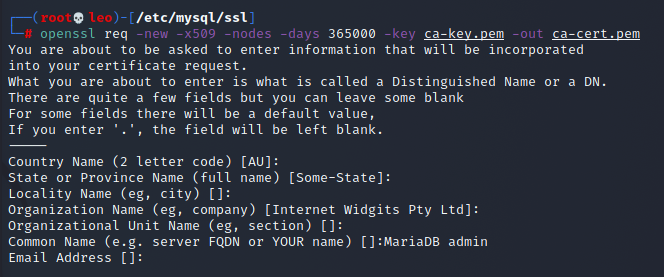 ┌──(root💀leo)-[/etc/mysql/ssl]
└─# openssl req -new -x509 -nodes -days 365000 -key ca-key.pem -out ca-cert.pem
You are about to be asked to enter information that will be incorporated
into your certificate request.
What you are about to enter is what is called a Distinguished Name or a DN.
There are quite a few fields but you can leave some blank
For some fields there will be a default value,
If you enter '.', the field will be left blank.
-----
Country Name (2 letter code) [AU]:
State or Province Name (full name) [Some-State]:
Locality Name (eg, city) []:
Organization Name (eg, company) [Internet Widgits Pty Ltd]:
Organizational Unit Name (eg, section) []:
Common Name (e.g. server FQDN or YOUR name) []:MariaDB admin
Email Address []: